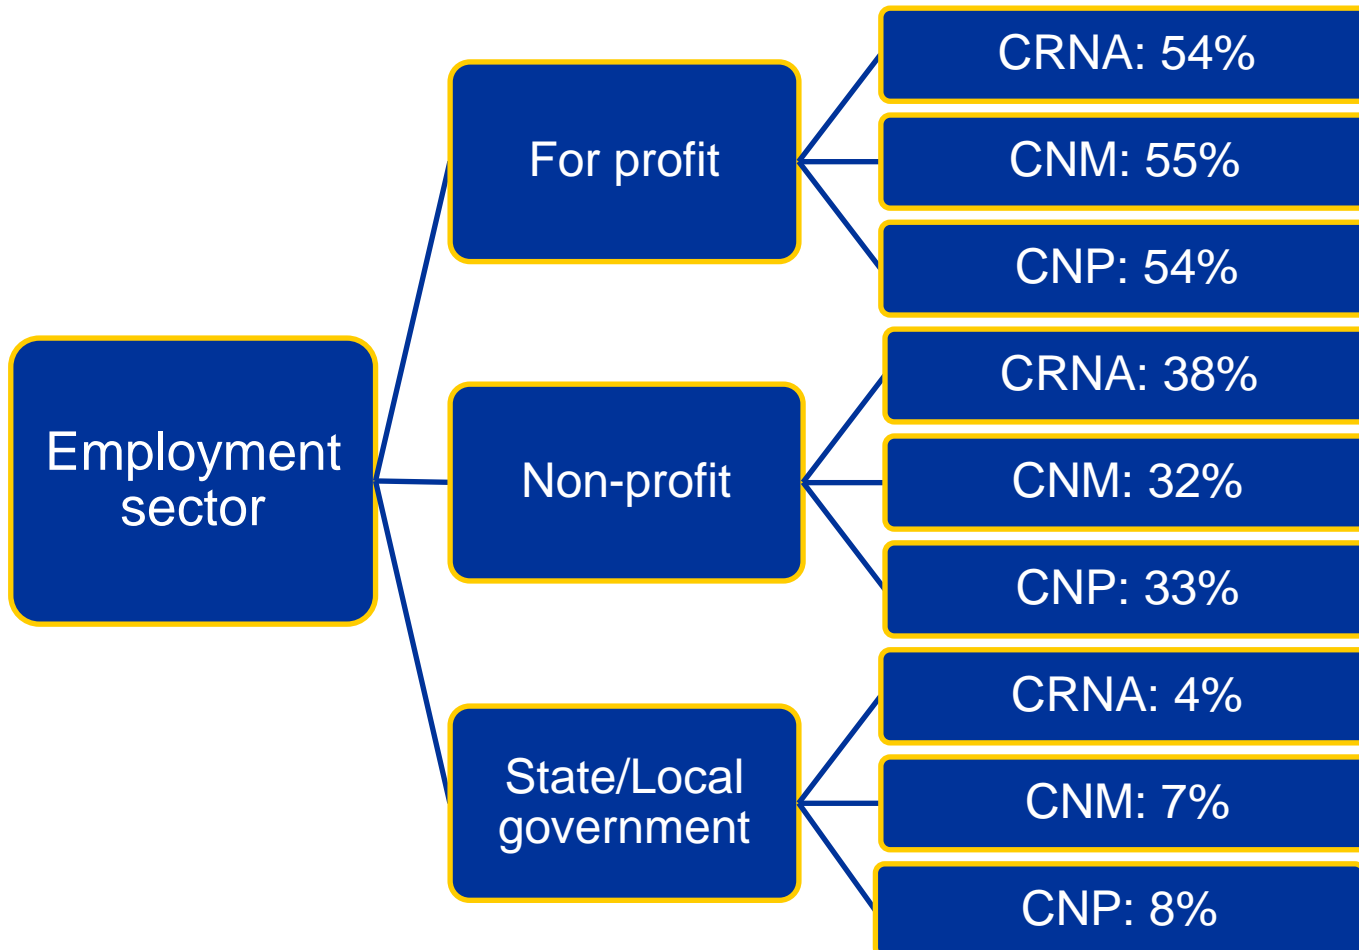 Employment
sector
For profit
CRNA: 54%
CNM: 55%
CNP: 54%
Non-profit
CRNA: 38%
CNM: 32%
CNP: 33%
State/Local
government
CRNA: 4%
CNM: 7%
CNP: 8%